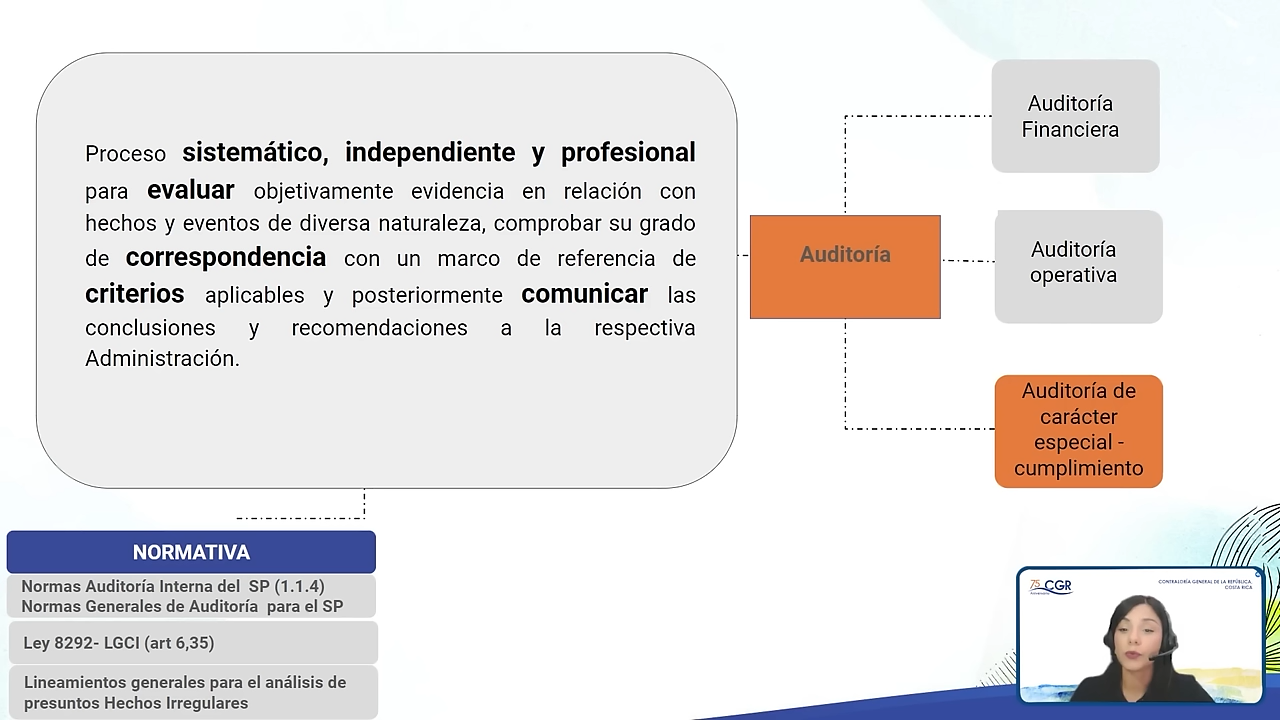 Proceso sistemático, independiente y profesional
para evaluar objetivamente evidencia en relación con
hechos y eventos de diversa naturaleza, comprobar su grado
de correspondencia con un marco de referencia de
criterios aplicables y posteriormente comunicar las
conclusiones y recomendaciones a la respectiva
Administración.
Auditoría
Auditoría
Financiera
Auditoría
operativa
Auditoría de
carácter
especial -
cumplimiento
NORMATIVA
Normas Auditoría Interna del SP (1.1.4)
Normas Generales de Auditoría para el SP
Ley 8292- LGCI (art 6,35)
Lineamientos generales para el análisis de
presuntos Hechos Irregulares
75 CGR
CONTRALORÍA GENERAL DE LA REPÚBLICA,
COSTA RICA